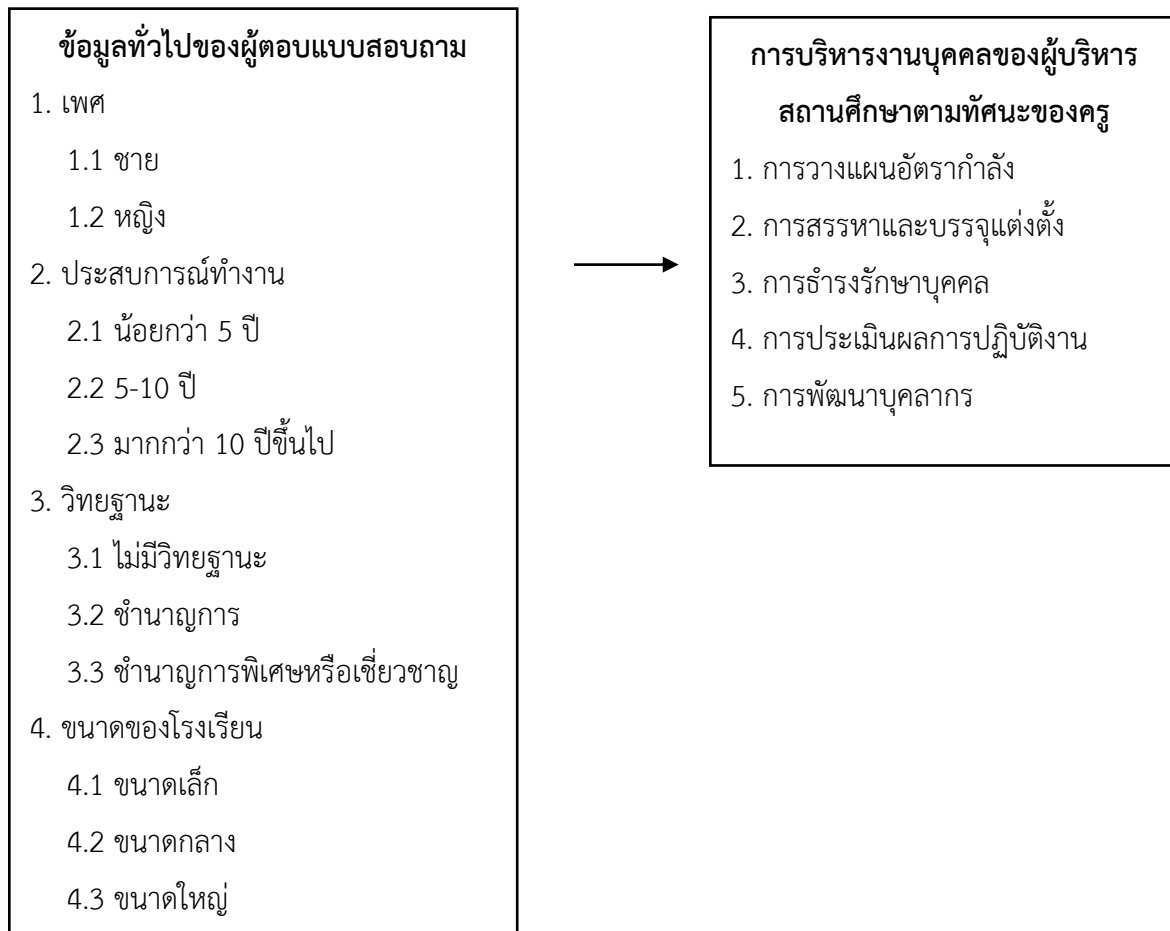 ข้อมูลทั่วไปของผู้ตอบแบบสอบถาม
1. เพศ
1.1 ชาย
1.2 หญิง
2. ประสบการณ์ทำงาน
2.1 น้อยกว่า 5 ปี
2.2 5-10 ปี
2.3 มากกว่า 10 ปีขึ้นไป
3. วิทยฐานะ
3.1 ไม่มีวิทยฐานะ
3.2 ชำนาญการ
3.3 ชำนาญการพิเศษหรือเชี่ยวชาญ
4. ขนาดของโรงเรียน
4.1 ขนาดเล็ก
4.2 ขนาดกลาง
4.3 ขนาดใหญ่
การบริหารงานบุคคลของผู้บริหาร
สถานศึกษาตามทัศนะของครู
1. การวางแผนอัตรากำลัง
2. การสรรหาและบรรจุแต่งตั้ง
3. การธำรงรักษาบุคคล
4. การประเมินผลการปฏิบัติงาน
5. การพัฒนาบุคลากร